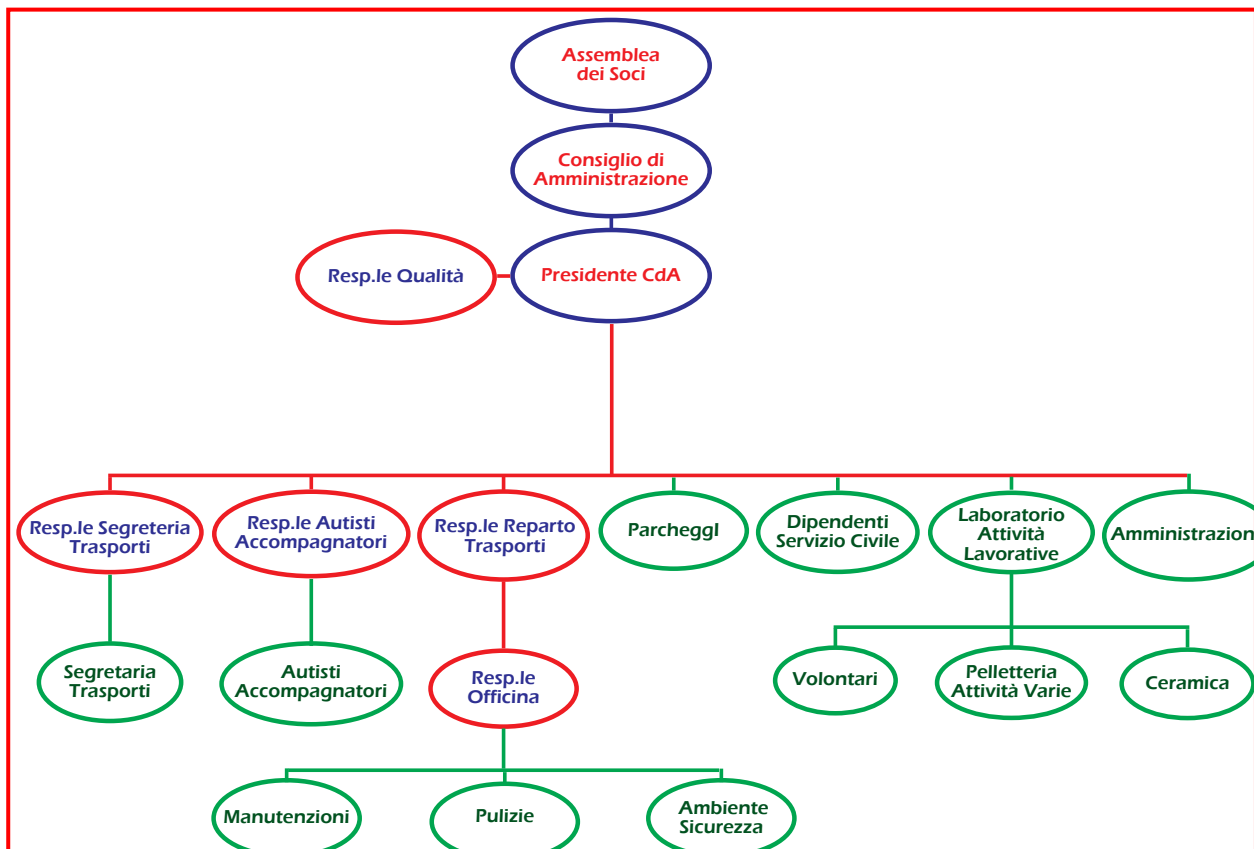 Assemblea
dei Soci
Consiglio di
Amministrazione
Resp.le Qualità
Presidente CdA
Resp.le Segreteria
Trasporti
Resp.le Autisti
Accompagnatori
Resp.le Reparto
Trasporti
ParcheggI
Dipendenti
Servizio Civile
Laboratorio
Attività
Lavorative
Amministrazion
Segretaria
Trasporti
Autisti
Accompagnatori
Resp.le
Officina
Volontari
Pelletteria
Attività Varie
Ceramica
Manutenzioni
Pulizie
Ambiente
Sicurezza